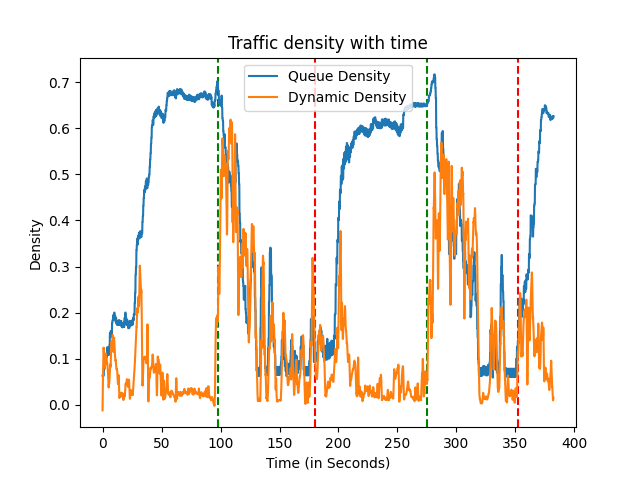 Traffic density with time
Queue Density
Dynamic Density
0.7
0.6
0.5
0.4
0.3
0.2
0.1
0.0
Density
0 50 100 150 200 250 300 350 400
Time (in Seconds)